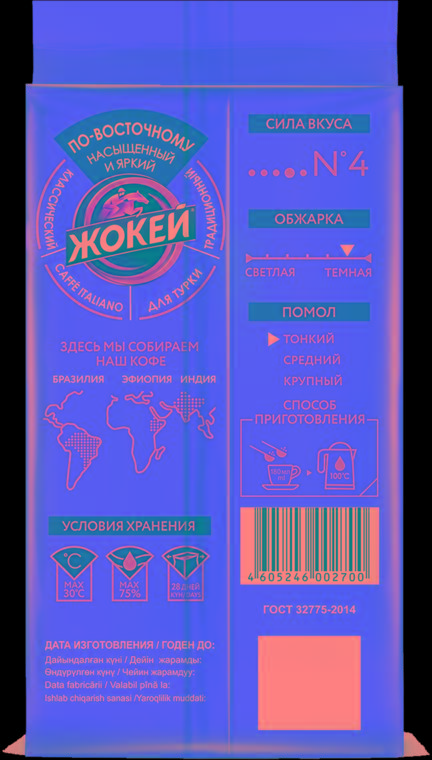 ПО-ВОСТОЧНОМУ
НАСЫЩЕННЫЙ
И ЯРКИЙ
КЛАССИЧЕСКИЙ
ТРАДИЦИОННЫЙ
ЖОКЕЙ
CAFFÈ ITALIANO
ДЛЯ ТУРКИ
ЗДЕСЬ МЫ СОБИРАЕМ
НАШ КОФЕ
БРАЗИЛИЯ ЭФИОПИЯ ИНДИЯ
УСЛОВИЯ ХРАНЕНИЯ
°C
MAX
30°C
MAX
75%
28 ДНЕЙ
ДАТА ИЗГОТОВЛЕНИЯ / ГОДЕН ДО:
Дайындалған күні / Дейін жарамды:
Өндүрүлгөн күнү / Чейин жарамдуу:
Data fabricării / Valabil pînă la:
Ishlab chiqarish sanasi /Yaroqlilik muddati:
СИЛА ВКУСА
N°4
ОБЖАРКА
СВЕТЛАЯ ТЕМНАЯ
ПОМОЛ
ТОНКИЙ
СРЕДНИЙ
КРУПНЫЙ
СПОСОБ
ПРИГОТОВЛЕНИЯ
100°C
4 605246 002700
ГОСТ 32775-2014